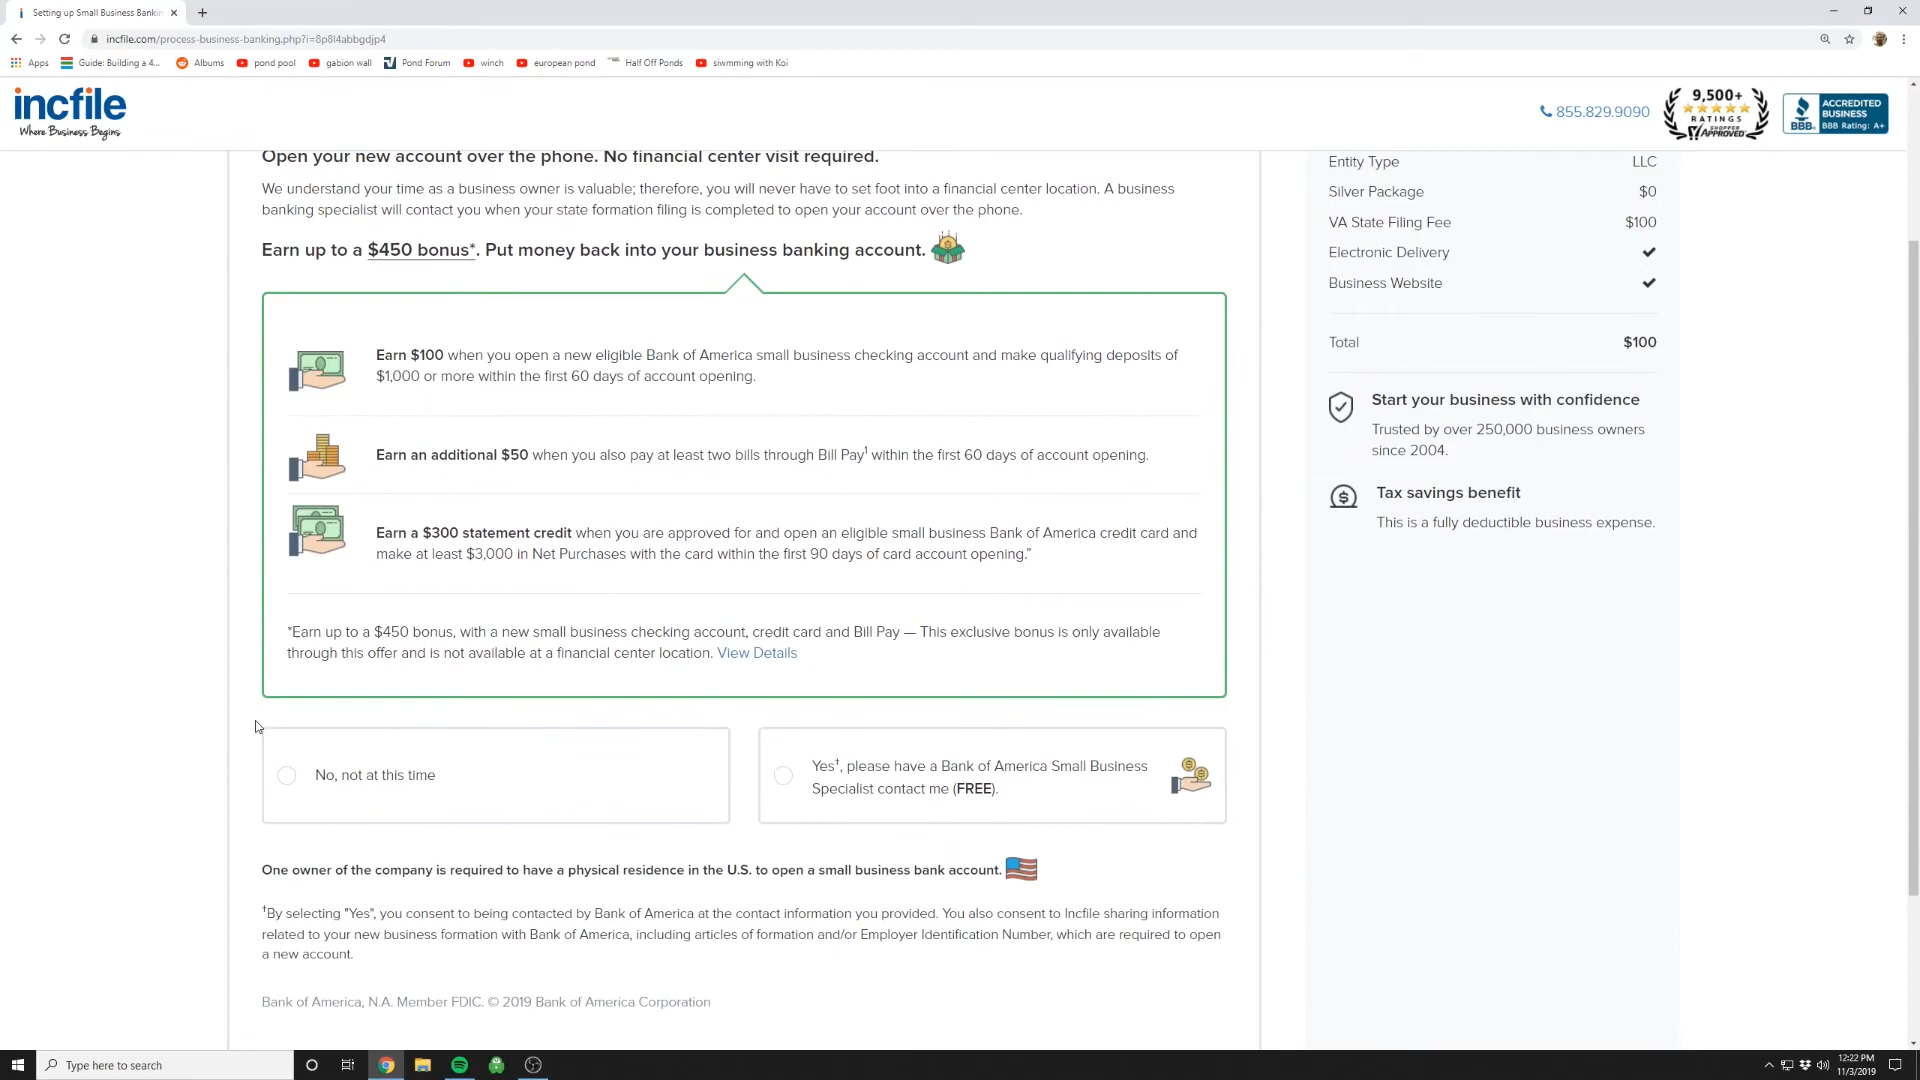 Setting up Small Business Bankin
incfile.com/process-business-banking.php?i=8p8l4abbgdjp4
Apps
Guide: Building a 4...
Albums
pond pool
gabion wall
Pond Forum
winch
european pond
Half Off Ponds
siwmming with Koi
incfile
Where Business Begins
855.829.9090
9,500+
RATINGS
SHOPPER
APPROVED
BBB.
ACCREDITED
BUSINESS
BBB Rating: A+
Open your new account over the phone. No financial center visit required.
We understand your time as a business owner is valuable; therefore, you will never have to set foot into a financial center location. A business
banking specialist will contact you when your state formation filing is completed to open your account over the phone.
Earn up to a $450 bonus*. Put money back into your business banking account.
Earn $100 when you open a new eligible Bank of America small business checking account and make qualifying deposits of
$1,000 or more within the first 60 days of account opening.
Earn an additional $50 when you also pay at least two bills through Bill Pay¹ within the first 60 days of account opening.
Earn a $300 statement credit when you are approved for and open an eligible small business Bank of America credit card and
make at least $3,000 in Net Purchases with the card within the first 90 days of card account opening.”
*Earn up to a $450 bonus, with a new small business checking account, credit card and Bill Pay — This exclusive bonus is only available
through this offer and is not available at a financial center location. View Details
No, not at this time
Yes†, please have a Bank of America Small Business
Specialist contact me (FREE).
One owner of the company is required to have a physical residence in the U.S. to open a small business bank account.
†By selecting "Yes", you consent to being contacted by Bank of America at the contact information you provided. You also consent to Incfile sharing information
related to your new business formation with Bank of America, including articles of formation and/or Employer Identification Number, which are required to open
a new account.
Bank of America, N.A. Member FDIC. © 2019 Bank of America Corporation
Entity Type LLC
Silver Package $0
VA State Filing Fee $100
Electronic Delivery ✔
Business Website ✔
Total $100
Start your business with confidence
Trusted by over 250,000 business owners
since 2004.
Tax savings benefit
This is a fully deductible business expense.
Type here to search
12:22 PM
11/3/2019